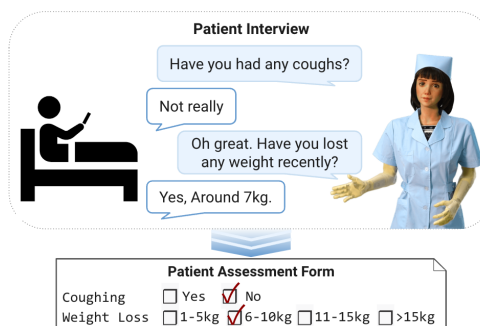 Patient Interview
Have you had any coughs?
Not really
Oh great. Have you lost
any weight recently?
Yes, Around 7kg.
Patient Assessment Form
Coughing Yes No
Weight Loss 1-5kg 6-10kg 11-15kg >15kg